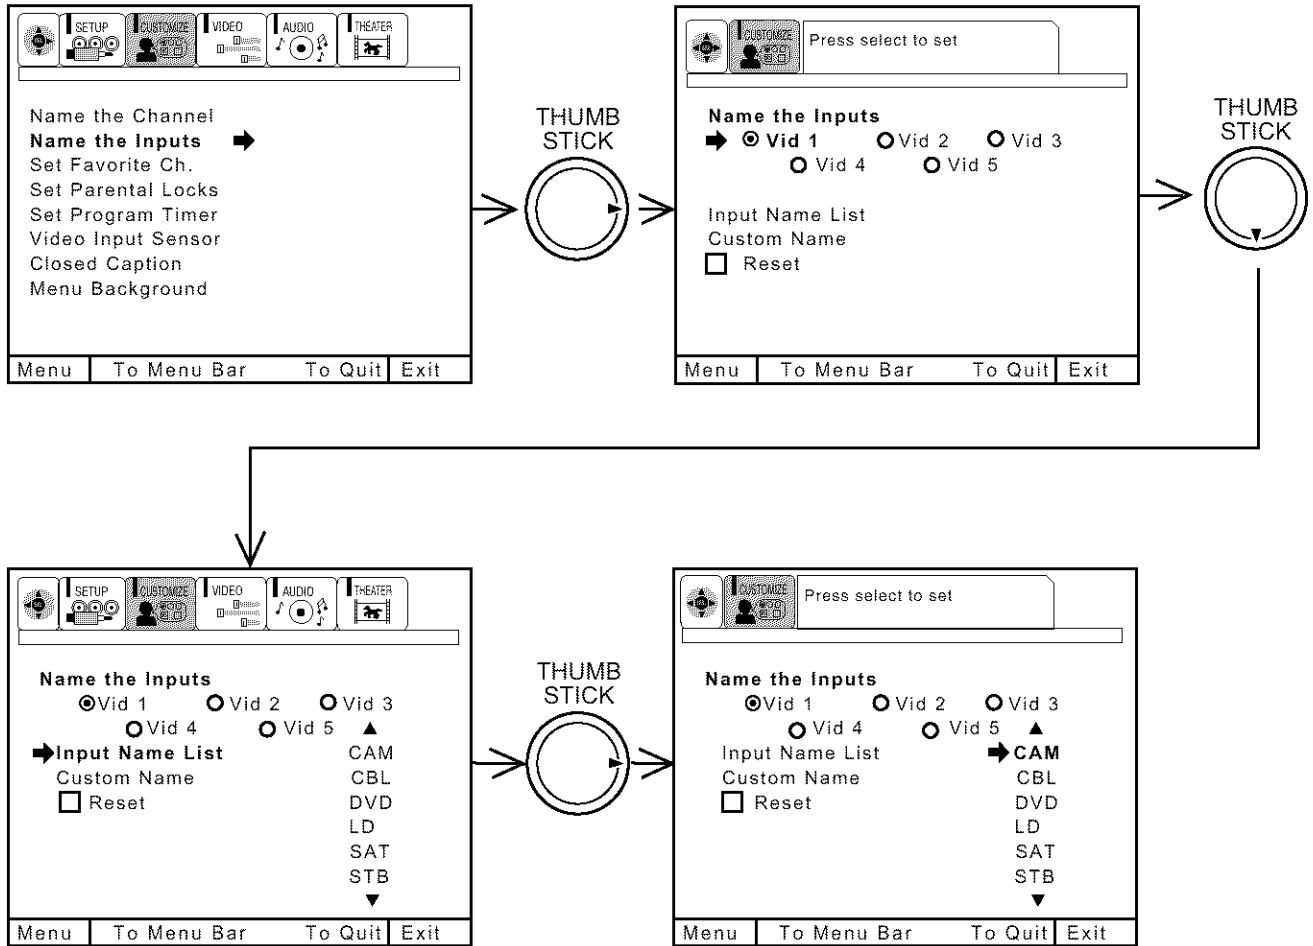 SETUP CUSTOMIZE VIDEO AUDIO THEATER
Name the Channel
Name the Inputs
Set Favorite Ch.
Set Parental Locks
Set Program Timer
Video Input Sensor
Closed Caption
Menu Background
Menu To Menu Bar To Quit Exit
THUMB
STICK
CUSTOMIZE Press select to set
Name the Inputs
Vid 1 Vid 2 Vid 3
Vid 4 Vid 5
Input Name List
Custom Name
Reset
Menu To Menu Bar To Quit Exit
THUMB
STICK
SETUP CUSTOMIZE VIDEO AUDIO THEATER
Name the Inputs
Vid 1 Vid 2 Vid 3
Vid 4 Vid 5
Input Name List CAM
Custom Name CBL
Reset DVD
LD
SAT
STB
Menu To Menu Bar To Quit Exit
THUMB
STICK
CUSTOMIZE Press select to set
Name the Inputs
Vid 1 Vid 2 Vid 3
Vid 4 Vid 5
Input Name List CAM
Custom Name CBL
Reset DVD
LD
SAT
STB
Menu To Menu Bar To Quit Exit